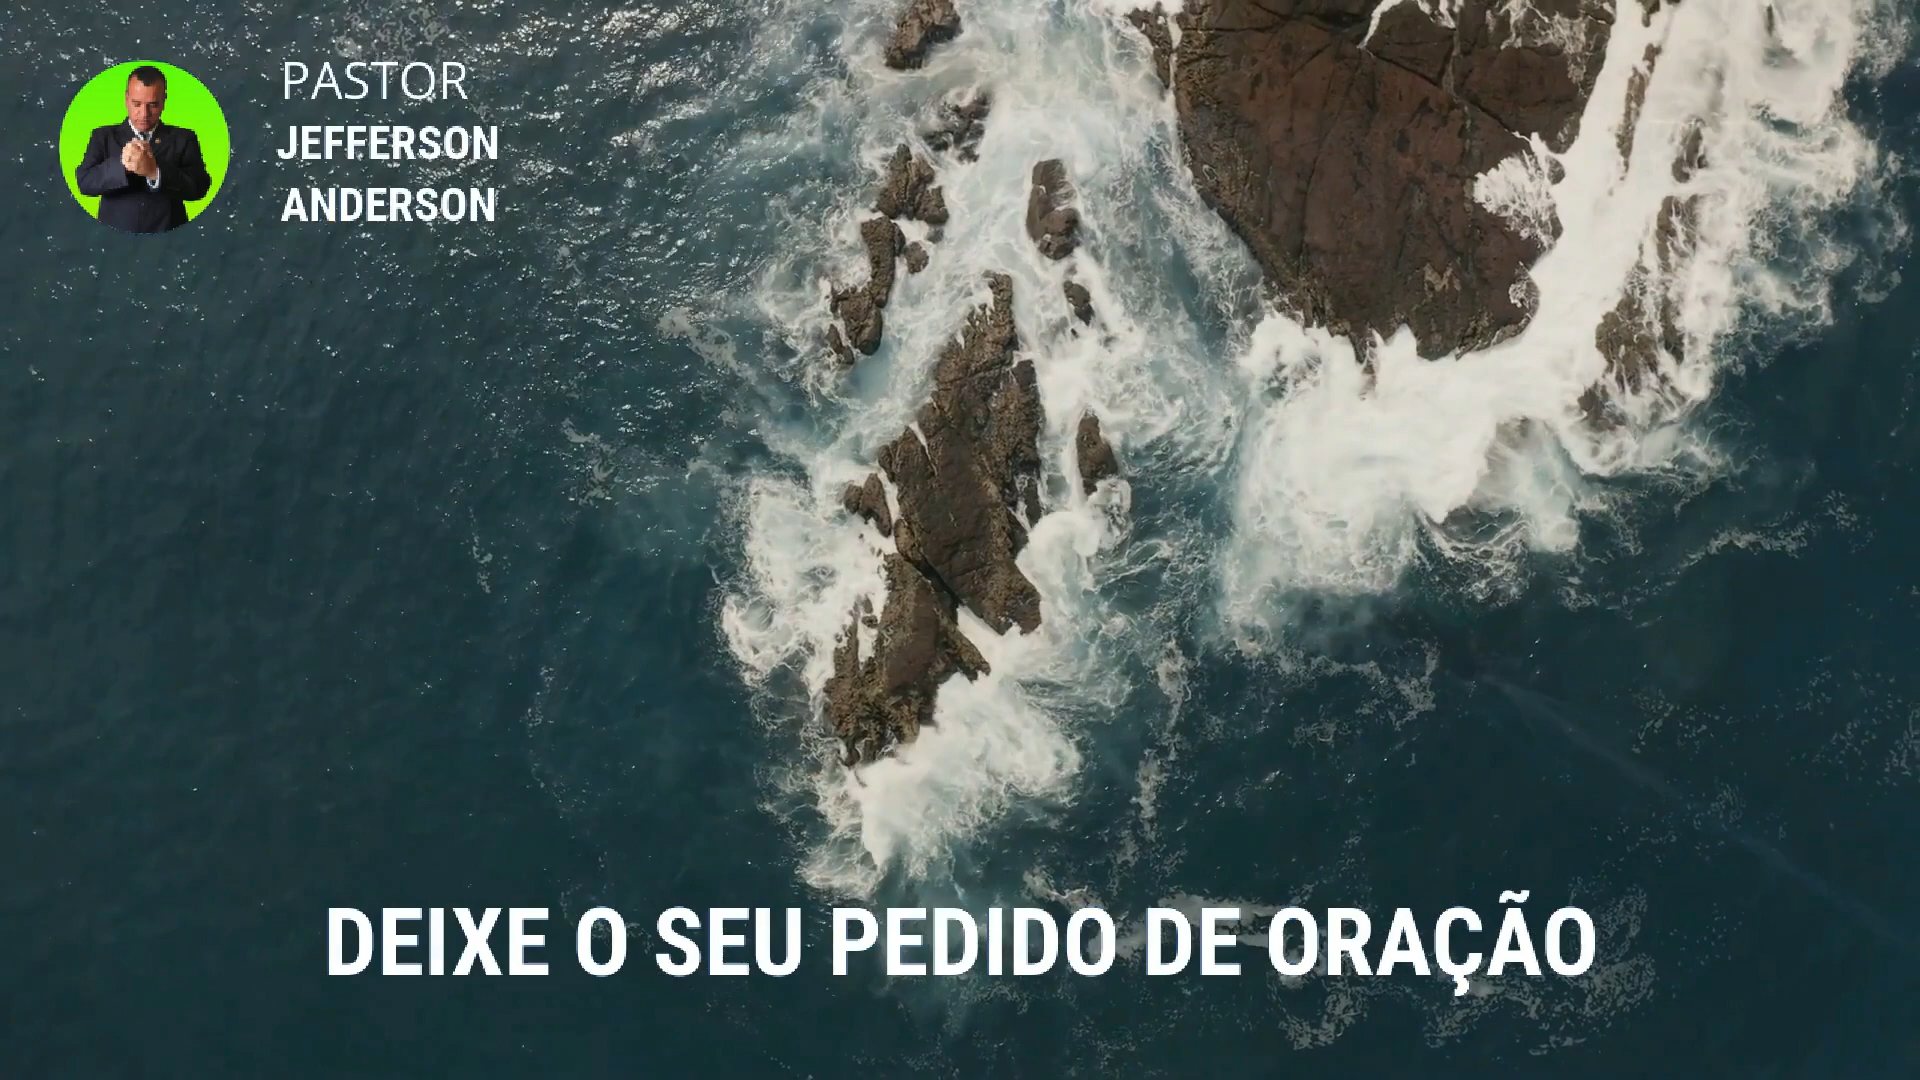 PASTOR
JEFFERSON
ANDERSON
DEIXE O SEU PEDIDO DE ORAÇÃO